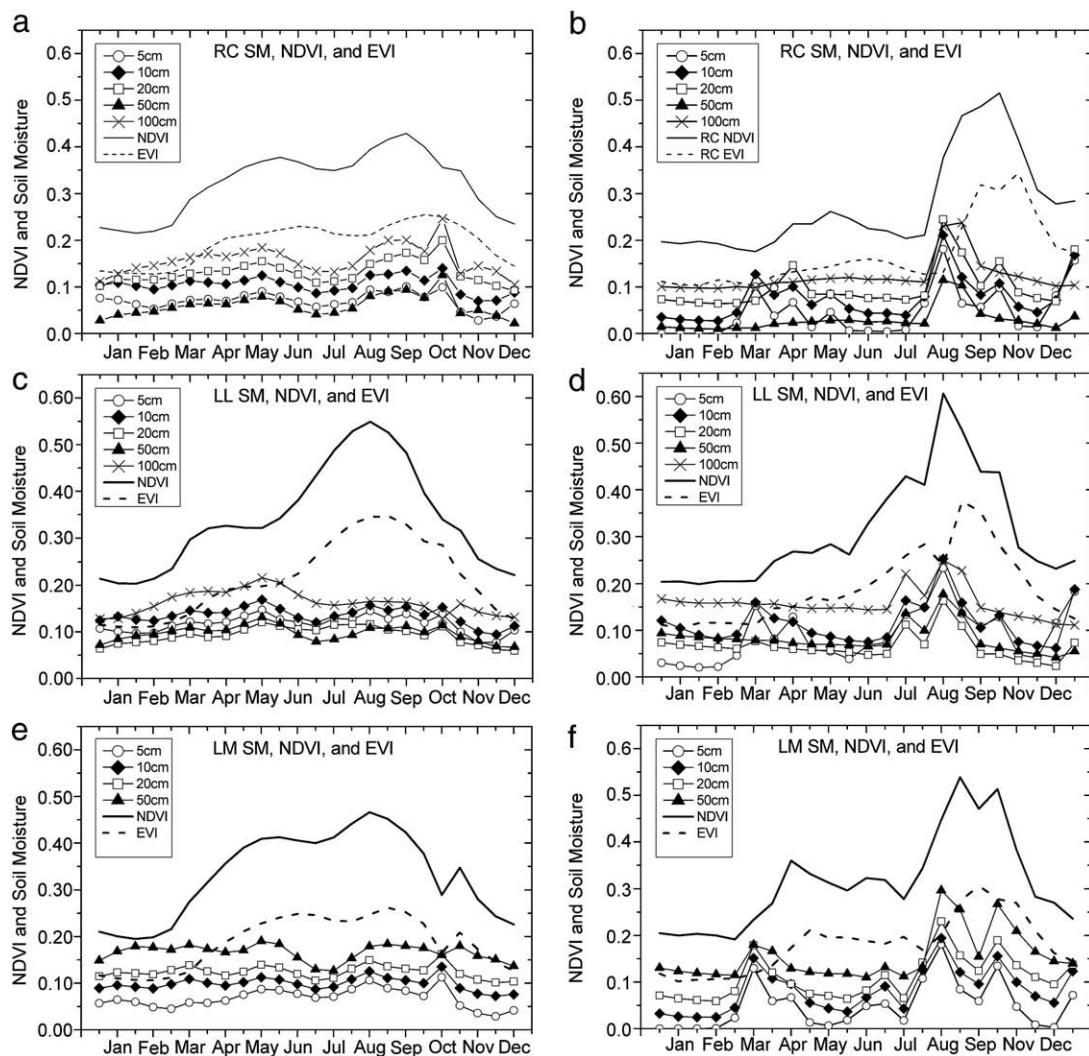 a
RC SM, NDVI, and EVI
NDVI and Soil Moisture
0.6
0.5
0.4
0.3
0.2
0.1
0.0
5cm
10cm
20cm
50cm
100cm
NDVI
EVI
Jan Feb Mar Apr May Jun Jul Aug Sep Oct Nov Dec
b
RC SM, NDVI, and EVI
NDVI and Soil Moisture
0.6
0.5
0.4
0.3
0.2
0.1
0.0
5cm
10cm
20cm
50cm
100cm
RC NDVI
RC EVI
Jan Feb Mar Apr May Jun Jul Aug Sep Oct Nov Dec
c
LL SM, NDVI, and EVI
NDVI and Soil Moisture
0.60
0.50
0.40
0.30
0.20
0.10
0.00
5cm
10cm
20cm
50cm
100cm
NDVI
EVI
Jan Feb Mar Apr May Jun Jul Aug Sep Oct Nov Dec
d
LL SM, NDVI, and EVI
NDVI and Soil Moisture
0.60
0.50
0.40
0.30
0.20
0.10
0.00
5cm
10cm
20cm
50cm
100cm
NDVI
EVI
Jan Feb Mar Apr May Jun Jul Aug Sep Oct Nov Dec
e
LM SM, NDVI, and EVI
NDVI and Soil Moisture
0.60
0.50
0.40
0.30
0.20
0.10
0.00
5cm
10cm
20cm
50cm
NDVI
EVI
Jan Feb Mar Apr May Jun Jul Aug Sep Oct Nov Dec
f
LM SM, NDVI, and EVI
NDVI and Soil Moisture
0.6
0.5
0.4
0.3
0.2
0.1
0.0
5cm
10cm
20cm
50cm
NDVI
EVI
Jan Feb Mar Apr May Jun Jul Aug Sep Oct Nov Dec